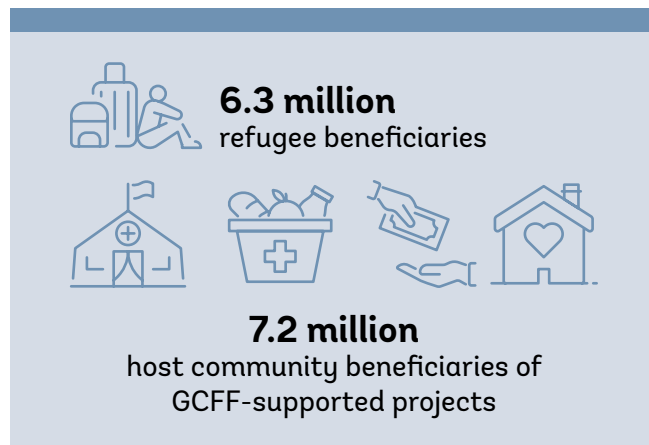 6.3 million
refugee beneficiaries
7.2 million
host community beneficiaries of
GCFF-supported projects